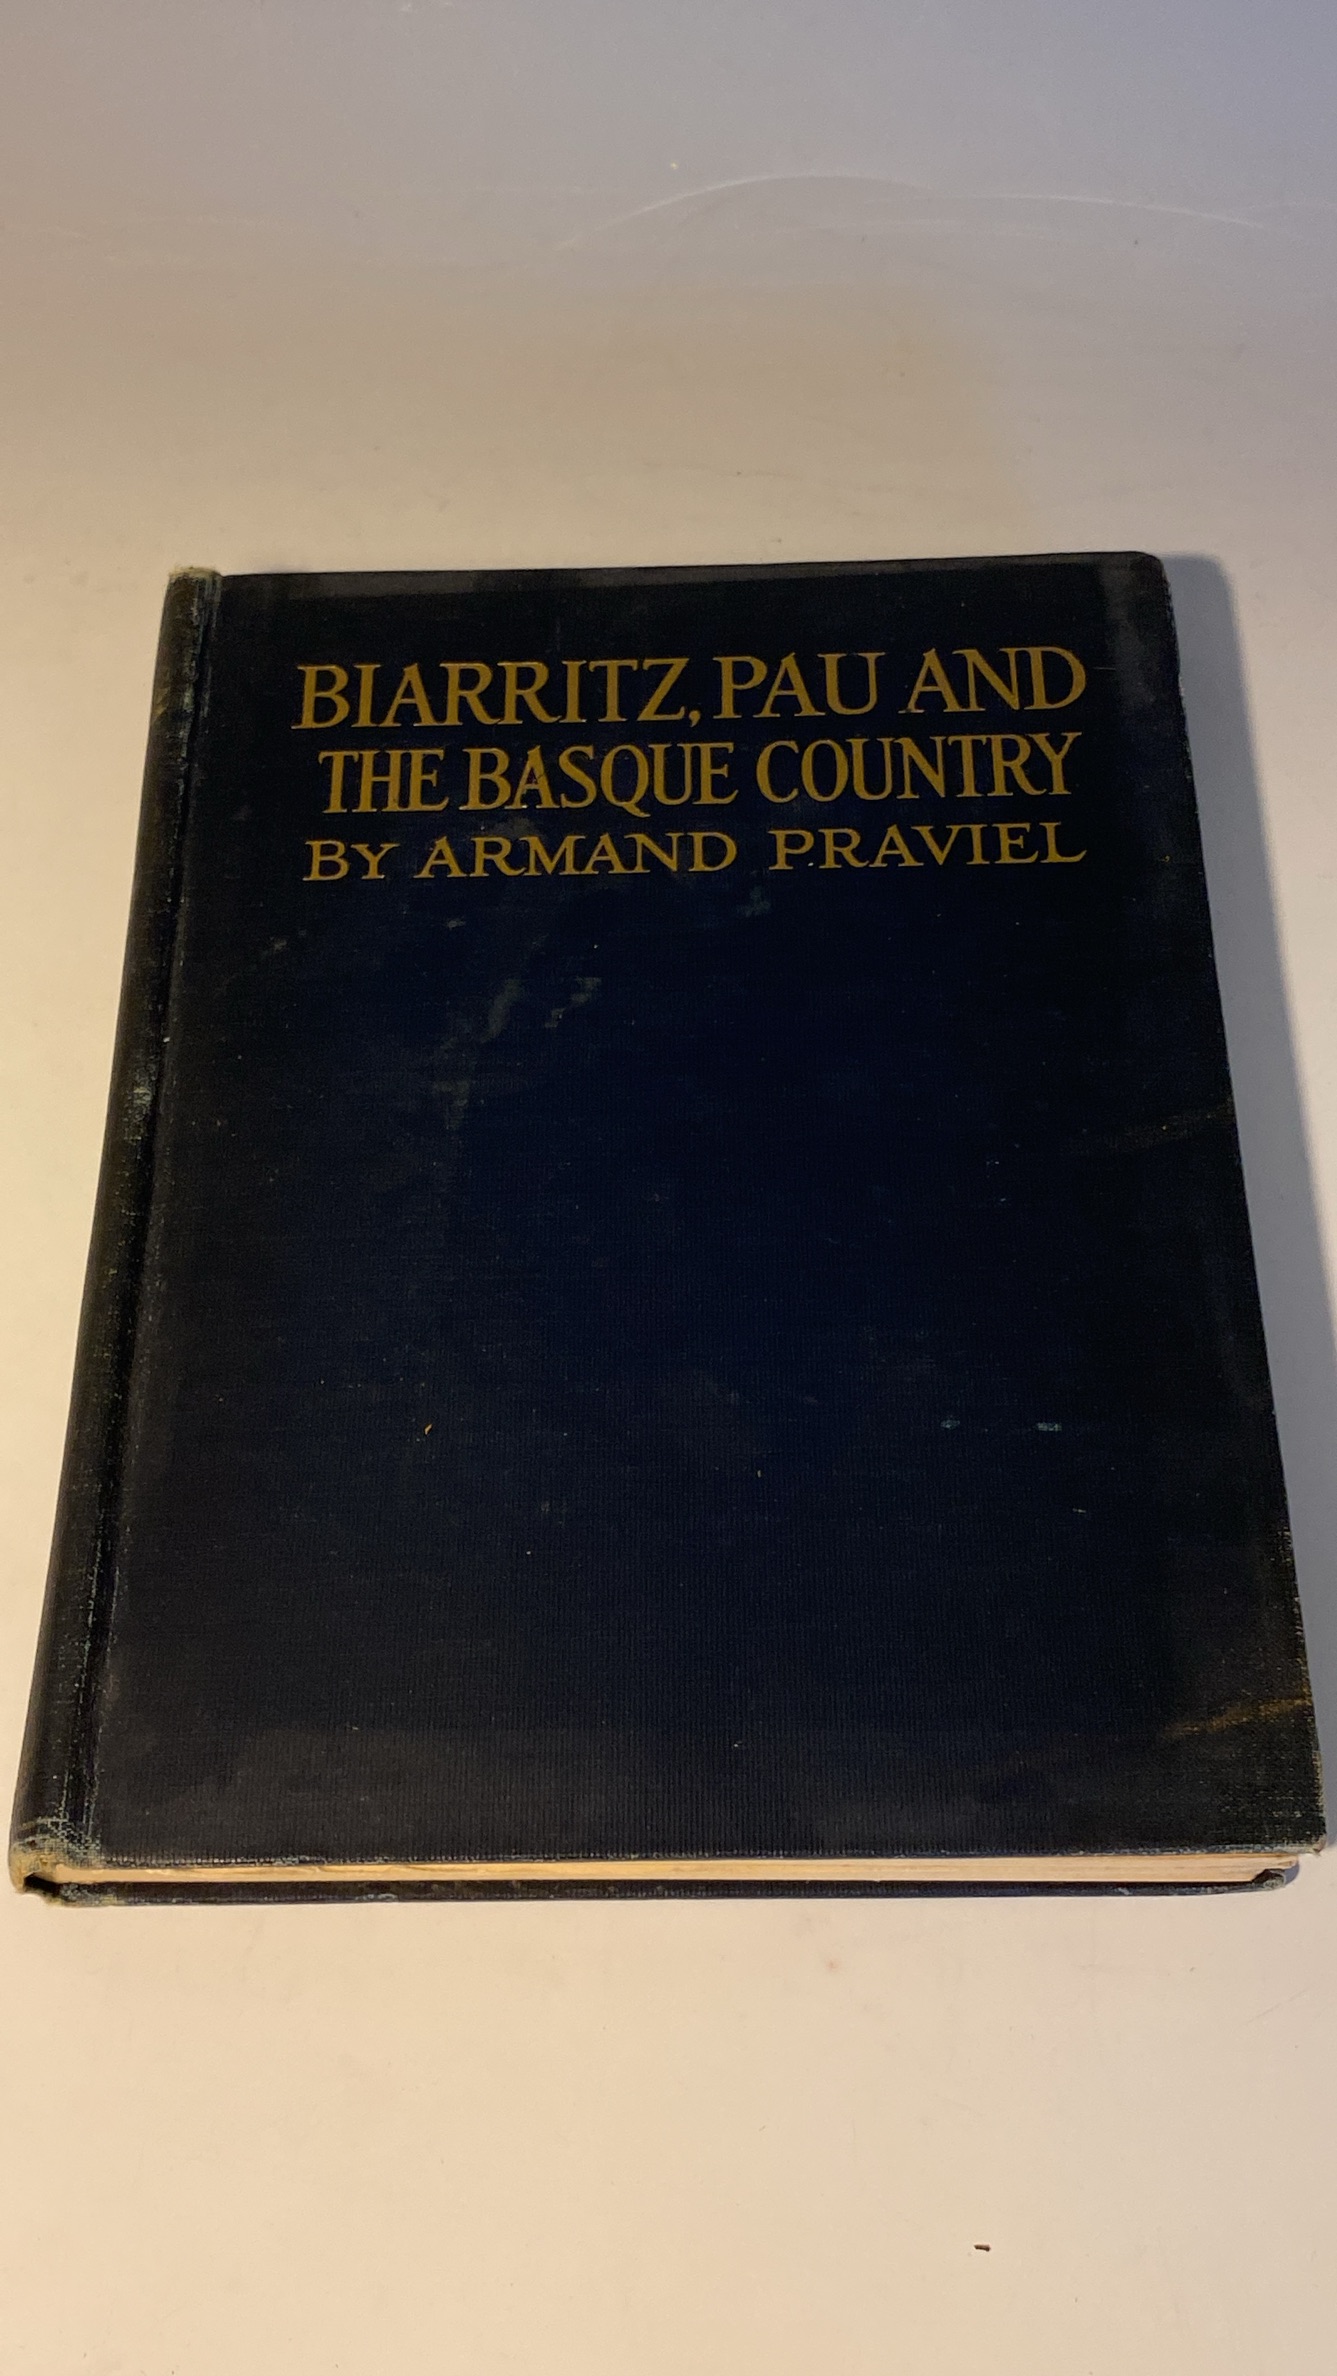 BIARRITZ, PAU AND
THE BASQUE COUNTRY
BY ARMAND PRAVIEL